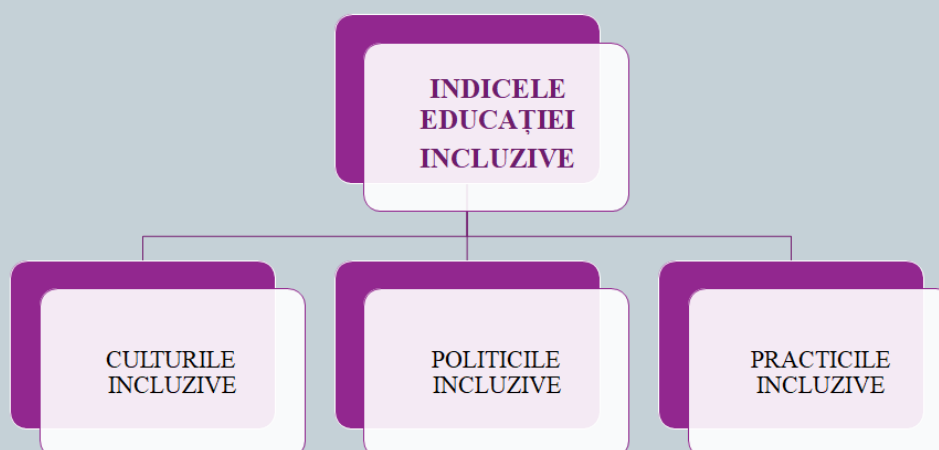 INDICELE
EDUCAȚIEI
INCLUZIVE
CULTURILE
INCLUZIVE
POLITICILE
INCLUZIVE
PRACTICILE
INCLUZIVE